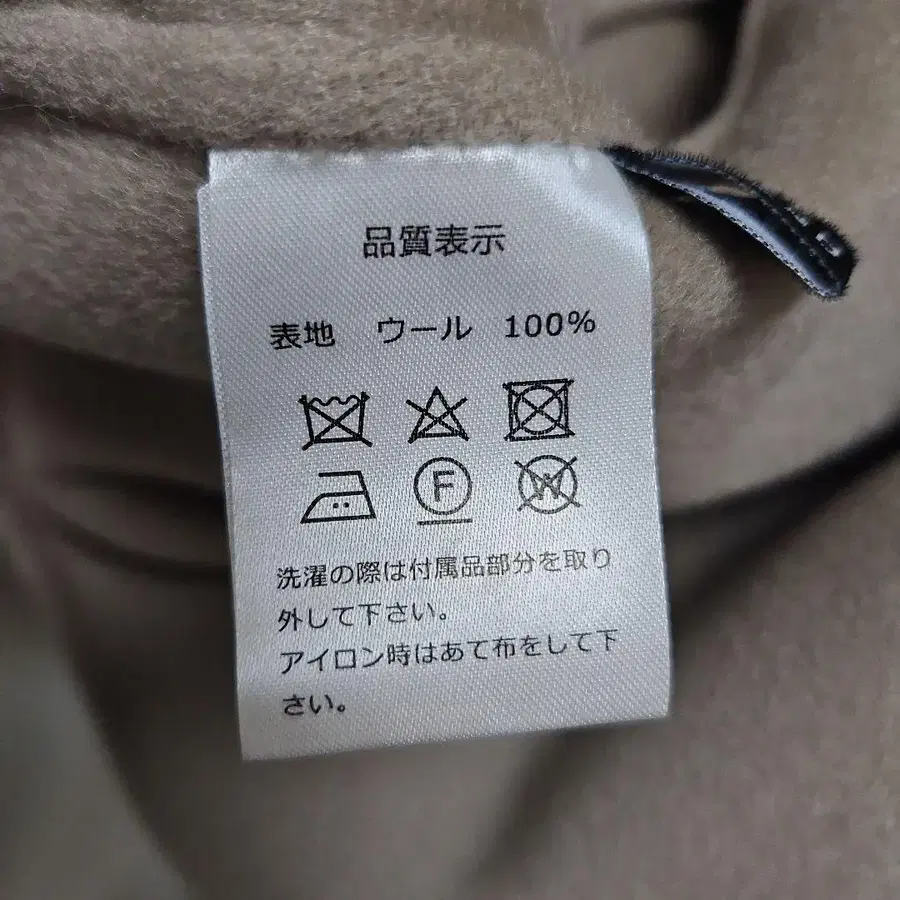 品質表示
表地 ウール 100%
F
W
洗濯の際は付属品部分を取り
外して下さい。
アイロン時はあて布をして下
さい。